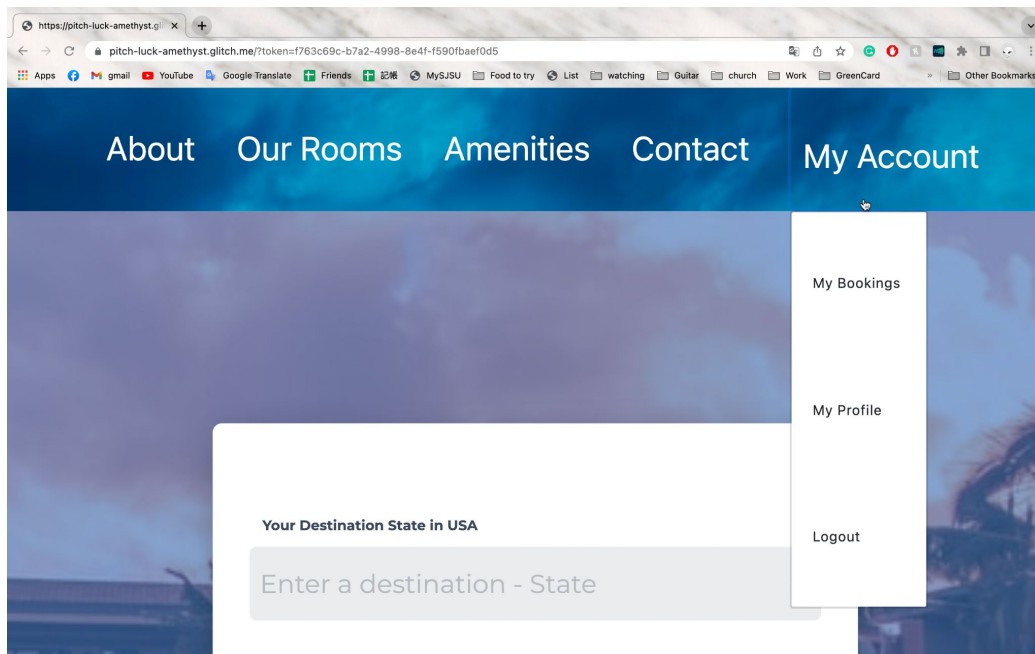 https://pitch-luck-amethyst.gli
pitch-luck-amethyst.glitch.me/?token=f763c69c-b7a2-4998-8e4f-f590fbaef0d5
Apps gmail YouTube Google Translate Friends 記帳 MySJSU Food to try List watching Guitar church Work GreenCard » Other Bookmarks
About Our Rooms Amenities Contact My Account
My Bookings
My Profile
Your Destination State in USA
Logout
Enter a destination - State